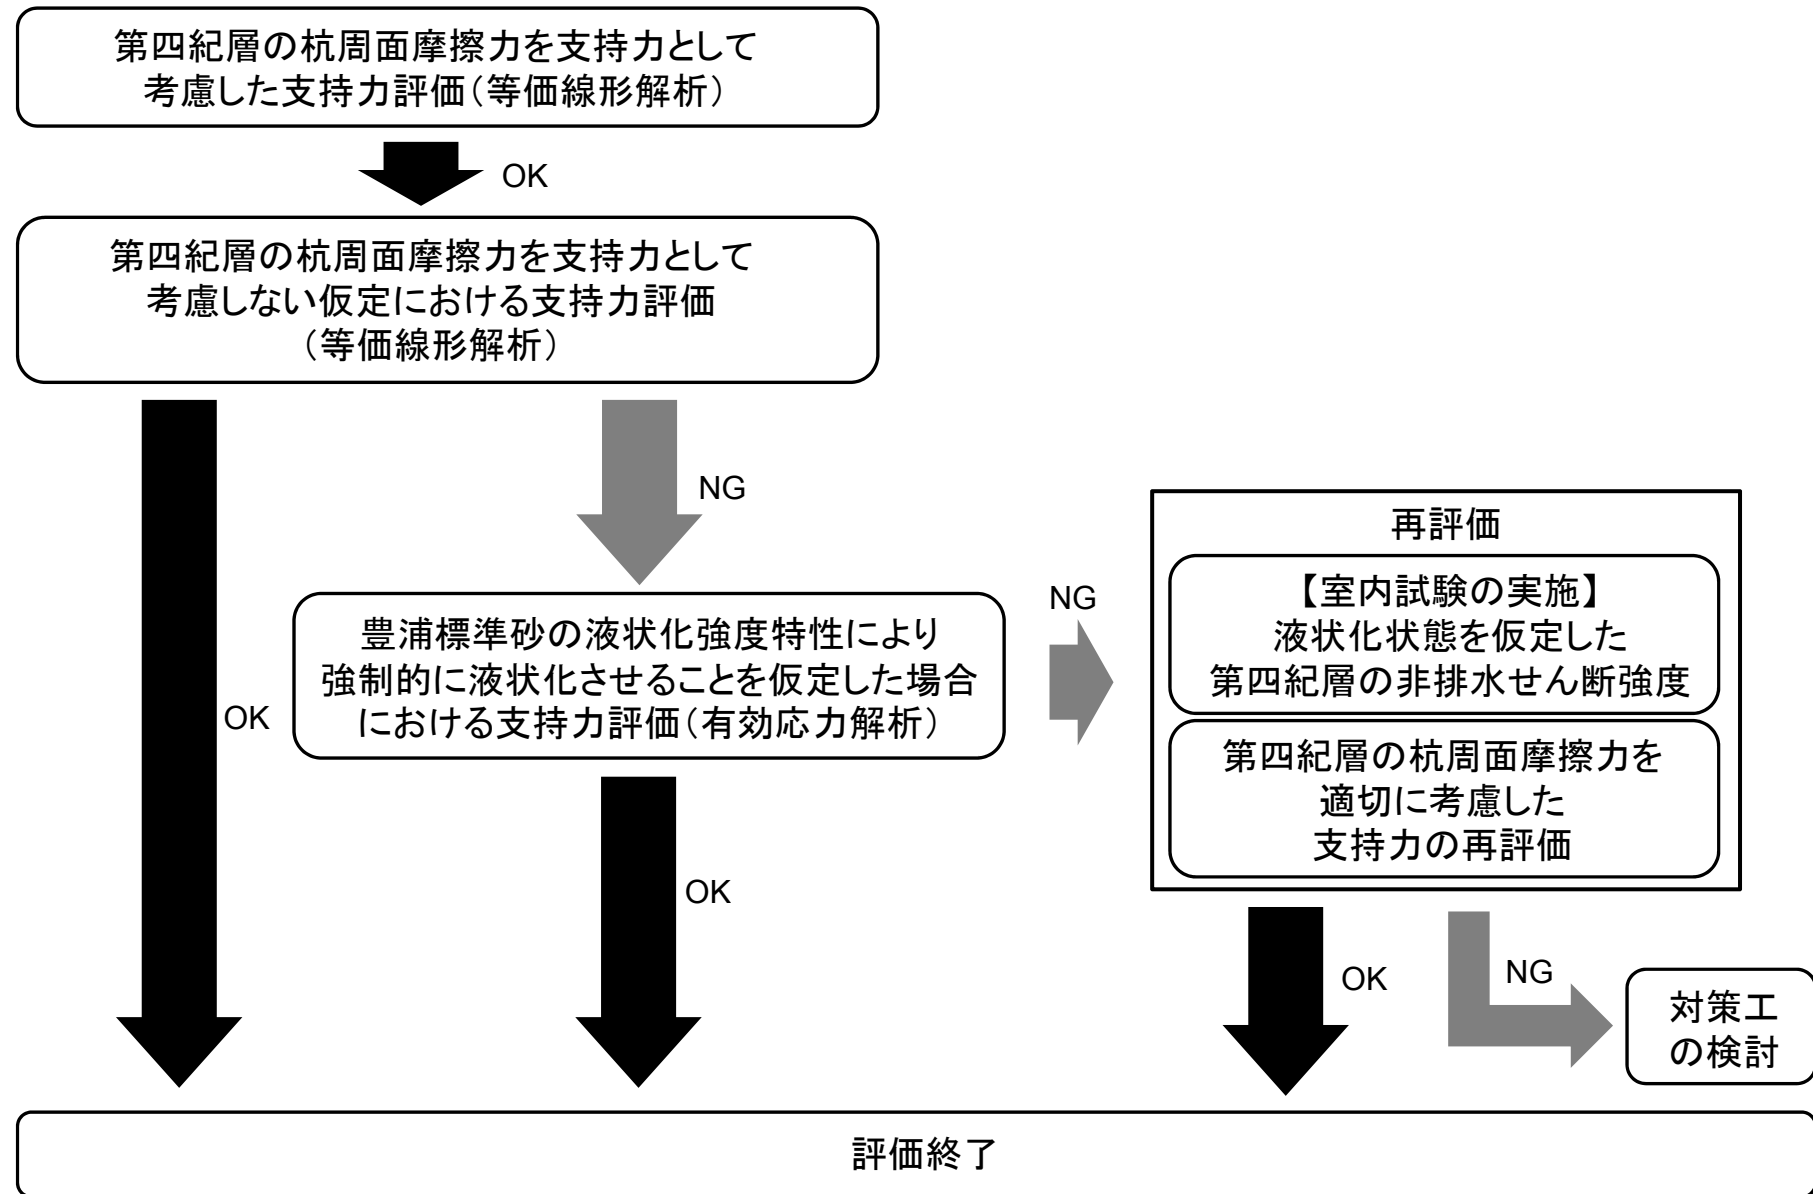 第四紀層の杭周面摩擦力を支持力として
考慮した支持力評価（等価線形解析）
OK
第四紀層の杭周面摩擦力を支持力として
考慮しない仮定における支持力評価
（等価線形解析）
NG
OK
豊浦標準砂の液状化強度特性により
強制的に液状化させることを仮定した場合
における支持力評価（有効応力解析）
NG
OK
再評価
【室内試験の実施】
液状化状態を仮定した
第四紀層の非排水せん断強度
第四紀層の杭周面摩擦力を
適切に考慮した
支持力の再評価
OK
NG
対策工
の検討
評価終了